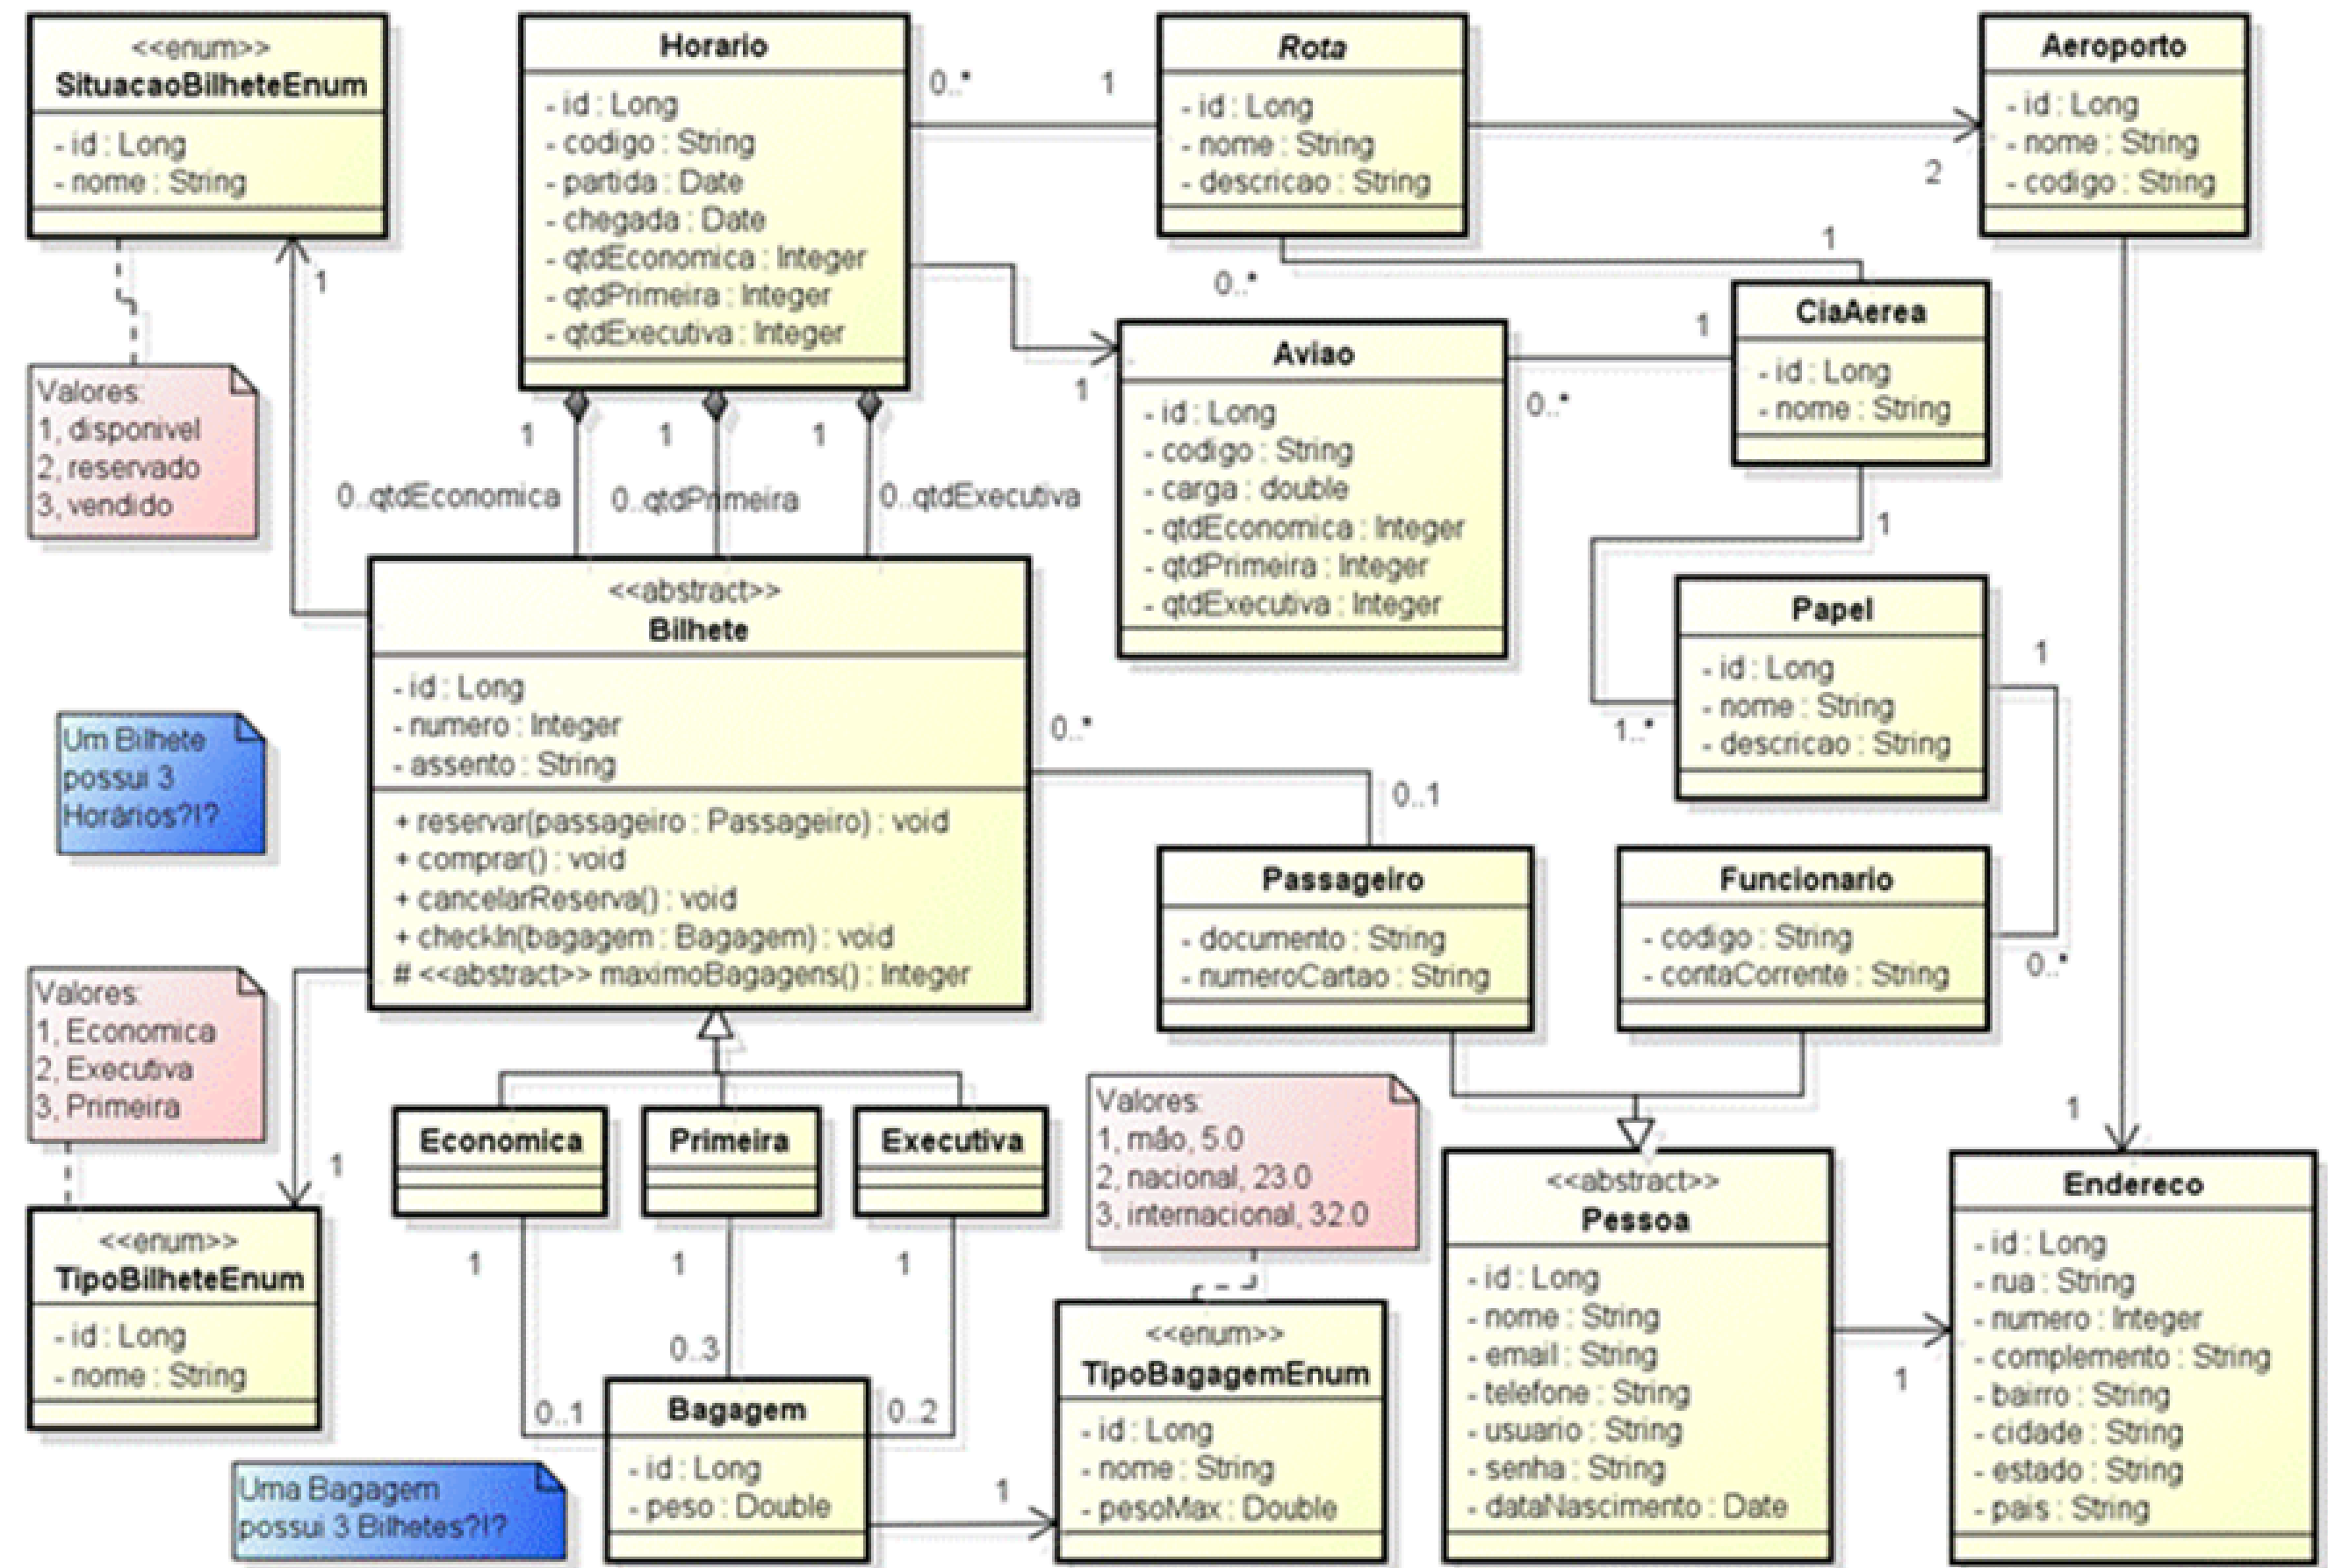 <<enum>>
SituacaoBilheteEnum
- id : Long
- nome : String
1
Valores:
1, disponivel
2, reservado
3, vendido
Horario
- id : Long
- codigo : String
- partida : Date
- chegada : Date
- qtdEconomica : Integer
- qtdPrimeira : Integer
- qtdExecutiva : Integer
0..*
1
Rota
- id : Long
- nome : String
- descricao : String
2
Aeroporto
- id : Long
- nome : String
- codigo : String
0..*
1
CiaAerea
- id : Long
- nome : String
1
0..*
1
Aviao
- id : Long
- codigo : String
- carga : double
- qtdEconomica : Integer
- qtdPrimeira : Integer
- qtdExecutiva : Integer
1
1
1
0..qtdEconomica
0..qtdPrimeira
0..qtdExecutiva
1
1..*
Papel
- id : Long
- nome : String
- descricao : String
1
0..*
<<abstract>>
Bilhete
- id : Long
- numero : Integer
- assento : String
+ reservar(passageiro : Passageiro) : void
+ comprar() : void
+ cancelarReserva() : void
+ checkIn(bagagem : Bagagem) : void
# <<abstract>> maximoBagagens() : Integer
0..*
0..1
Um Bilhete
possui 3
Horários?!?
Passageiro
- documento : String
- numeroCartao : String
Funcionario
- codigo : String
- contaCorrente : String
Valores:
1, Economica
2, Executiva
3, Primeira
1
<<enum>>
TipoBilheteEnum
- id : Long
- nome : String
Economica
Primeira
Executiva
1
1
1
0..1
0..3
0..2
Bagagem
- id : Long
- peso : Double
1
Uma Bagagem
possui 3 Bilhetes?!?
Valores:
1, mão, 5.0
2, nacional, 23.0
3, internacional, 32.0
<<enum>>
TipoBagagemEnum
- id : Long
- nome : String
- pesoMax : Double
<<abstract>>
Pessoa
- id : Long
- nome : String
- email : String
- telefone : String
- usuario : String
- senha : String
- dataNascimento : Date
1
1
Endereco
- id : Long
- rua : String
- numero : Integer
- complemento : String
- bairro : String
- cidade : String
- estado : String
- pais : String